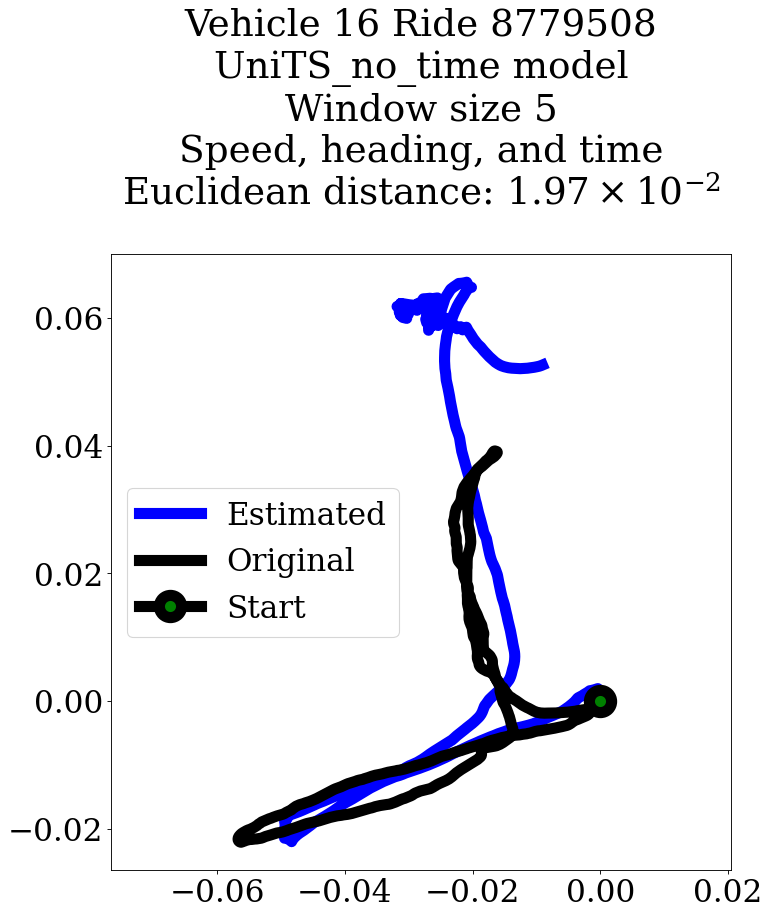 Vehicle 16 Ride 8779508
UniTS_no_time model
Window size 5
Speed, heading, and time
Euclidean distance: 1.97 × 10⁻²
0.06
0.04
0.02
0.00
−0.02
Estimated
Original
Start
−0.06 −0.04 −0.02 0.00 0.02